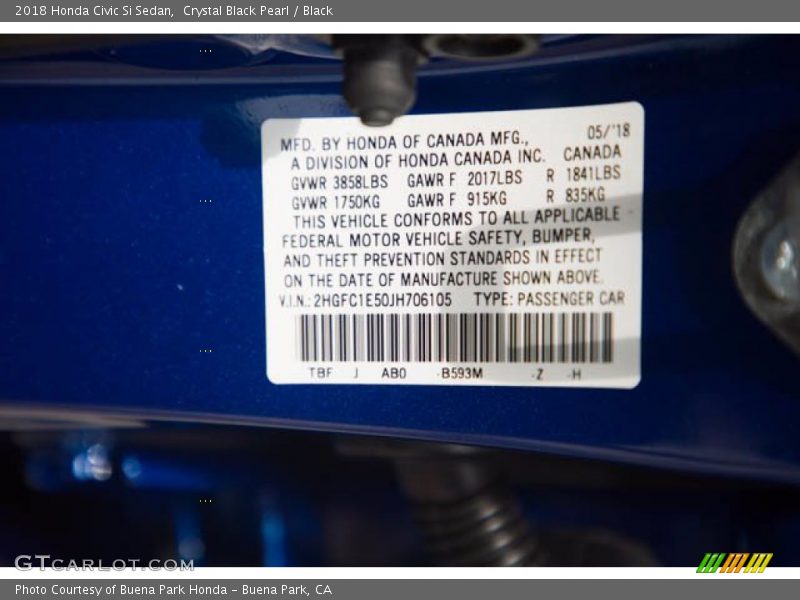 2018 Honda Civic Si Sedan,  Crystal Black Pearl / Black
MFD. BY HONDA OF CANADA MFG., 05/'18
A DIVISION OF HONDA CANADA INC. CANADA
GVWR 3858LBS GAWR F 2017LBS R 1841LBS
GVWR 1750KG GAWR F 915KG R 835KG
THIS VEHICLE CONFORMS TO ALL APPLICABLE
FEDERAL MOTOR VEHICLE SAFETY, BUMPER,
AND THEFT PREVENTION STANDARDS IN EFFECT
ON THE DATE OF MANUFACTURE SHOWN ABOVE.
V.I.N.: 2HGFC1E50JH706105 TYPE: PASSENGER CAR
TBF J AB0 -B593M -Z -H
GTCARLOT.COM
Photo Courtesy of Buena Park Honda - Buena Park, CA